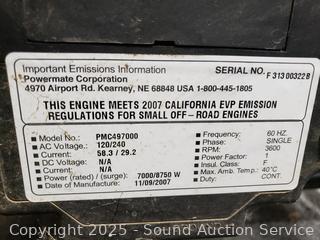 Important Emissions Information
Powermate Corporation
4970 Airport Rd. Kearney, NE 68848 USA 1-800-445-1805
SERIAL NO. F 313 00322 B
THIS ENGINE MEETS 2007 CALIFORNIA EVP EMISSION
REGULATIONS FOR SMALL OFF - ROAD ENGINES
Model No.: PMC497000
AC Voltage: 120/240
Current: 58.3 / 29.2
DC Voltage: N/A
Current: N/A
Power (rated) / (surge): 7000/8750 W
Date of Manufacture: 11/09/2007
Frequency: 60 HZ.
Phase: SINGLE
RPM: 3600
Power Factor: 1
Insul. Class: F
Max. Amb. Temp.: 40°C
Duty: CONT.
Copyright 2025 - South Bid Auction